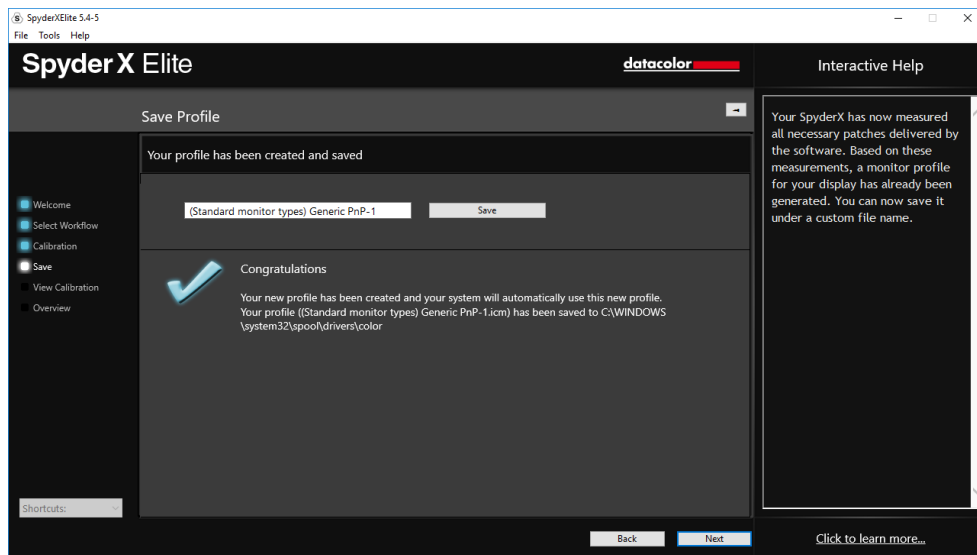 SpyderXElite 5.4-5
File Tools Help
Spyder X Elite
datacolor
Interactive Help
Save Profile
Your profile has been created and saved
Welcome
Select Workflow
Calibration
Save
View Calibration
Overview
(Standard monitor types) Generic PnP-1
Save
Congratulations
Your new profile has been created and your system will automatically use this new profile.
Your profile ((Standard monitor types) Generic PnP-1.icm) has been saved to C:\WINDOWS
\system32\spool\drivers\color
Your SpyderX has now measured
all necessary patches delivered by
the software. Based on these
measurements, a monitor profile
for your display has already been
generated. You can now save it
under a custom file name.
Shortcuts:
Back
Next
Click to learn more...